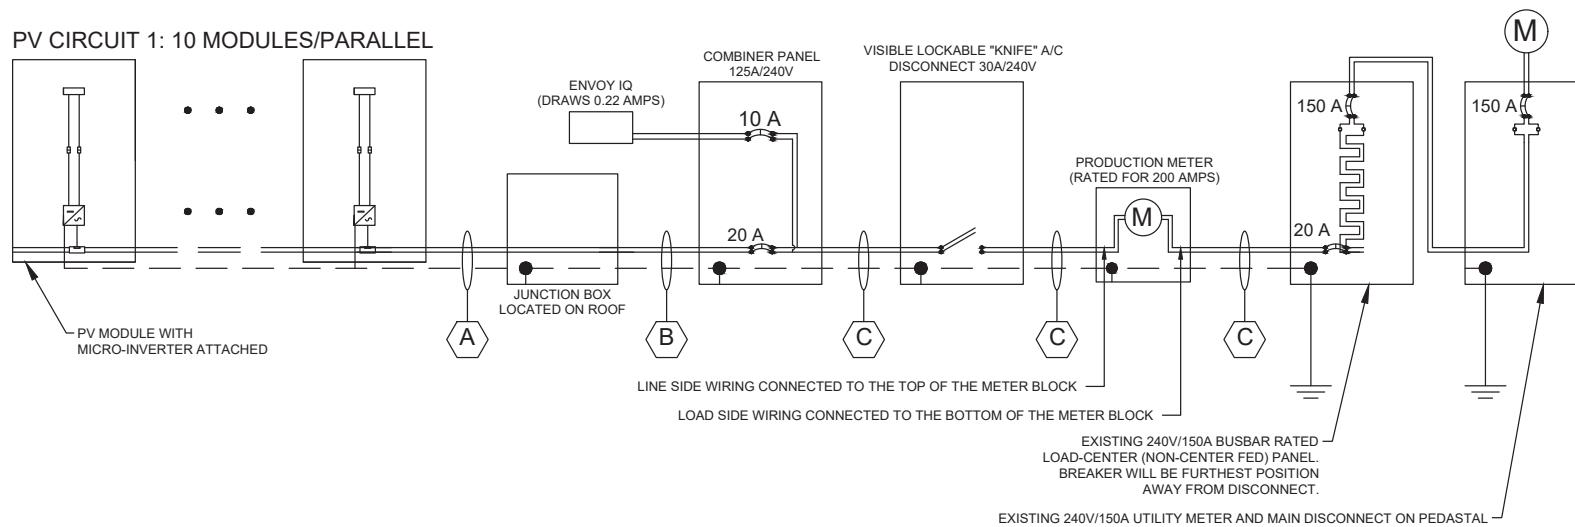 PV CIRCUIT 1: 10 MODULES/PARALLEL
ENVOY IQ
(DRAWS 0.22 AMPS)
COMBINER PANEL
125A/240V
VISIBLE LOCKABLE "KNIFE" A/C
DISCONNECT 30A/240V
M
150 A
150 A
10 A
PRODUCTION METER
(RATED FOR 200 AMPS)
M
20 A
20 A
JUNCTION BOX
LOCATED ON ROOF
PV MODULE WITH
MICRO-INVERTER ATTACHED
A
B
C
C
C
LINE SIDE WIRING CONNECTED TO THE TOP OF THE METER BLOCK
LOAD SIDE WIRING CONNECTED TO THE BOTTOM OF THE METER BLOCK
EXISTING 240V/150A BUSBAR RATED
LOAD-CENTER (NON-CENTER FED) PANEL.
BREAKER WILL BE FURTHEST POSITION
AWAY FROM DISCONNECT.
EXISTING 240V/150A UTILITY METER AND MAIN DISCONNECT ON PEDASTAL